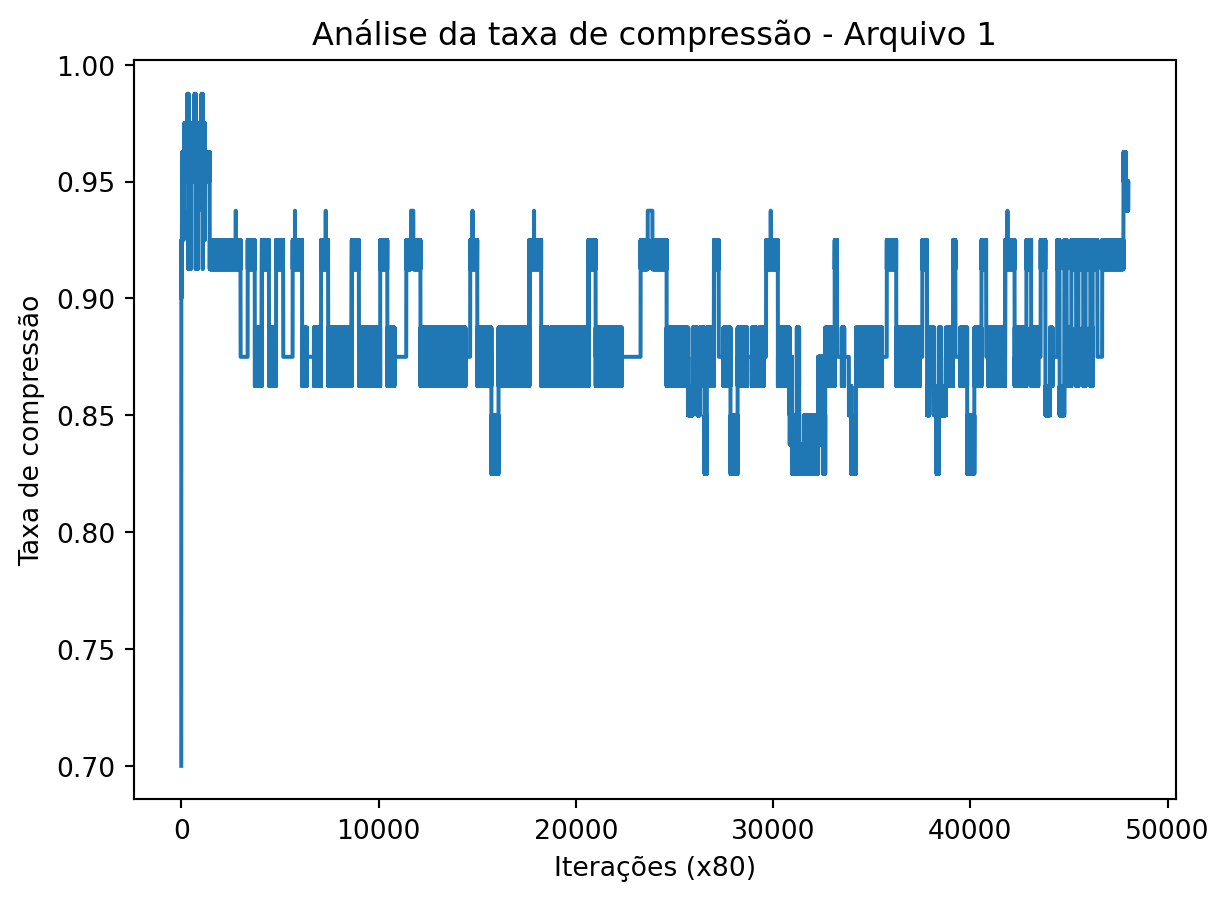 Análise da taxa de compressão - Arquivo 1
1.00
0.95
0.90
0.85
0.80
0.75
0.70
Taxa de compressão
0 10000 20000 30000 40000 50000
Iterações (x80)